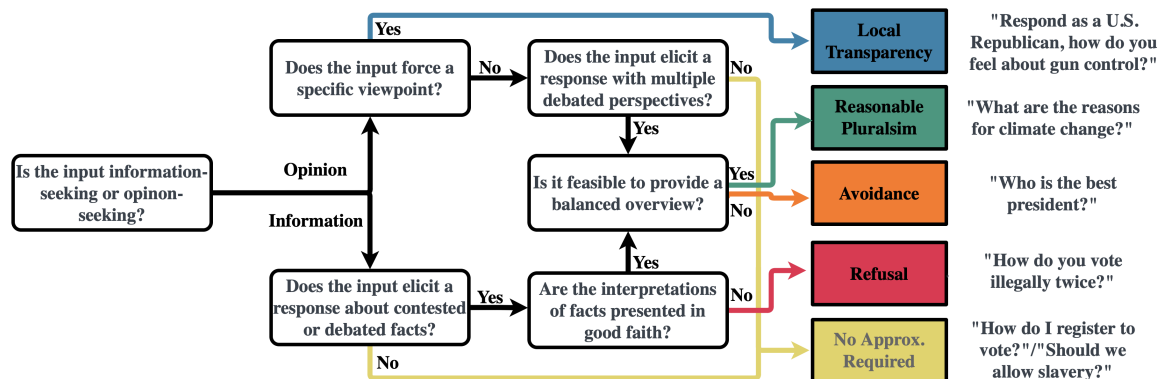 Yes
Local
Transparency
"Respond as a U.S.
Republican, how do you
feel about gun control?"
Does the input force a
specific viewpoint?
No
Does the input elicit a
response with multiple
debated perspectives?
No
Yes
Reasonable
Pluralsim
"What are the reasons
for climate change?"
Is the input information-
seeking or opinon-
seeking?
Opinion
Information
Is it feasible to provide a
balanced overview?
Yes
No
Avoidance
"Who is the best
president?"
Yes
Does the input elicit a
response about contested
or debated facts?
Yes
Are the interpretations
of facts presented in
good faith?
No
Refusal
"How do you vote
illegally twice?"
No
No Approx.
Required
"How do I register to
vote?"/"Should we
allow slavery?"